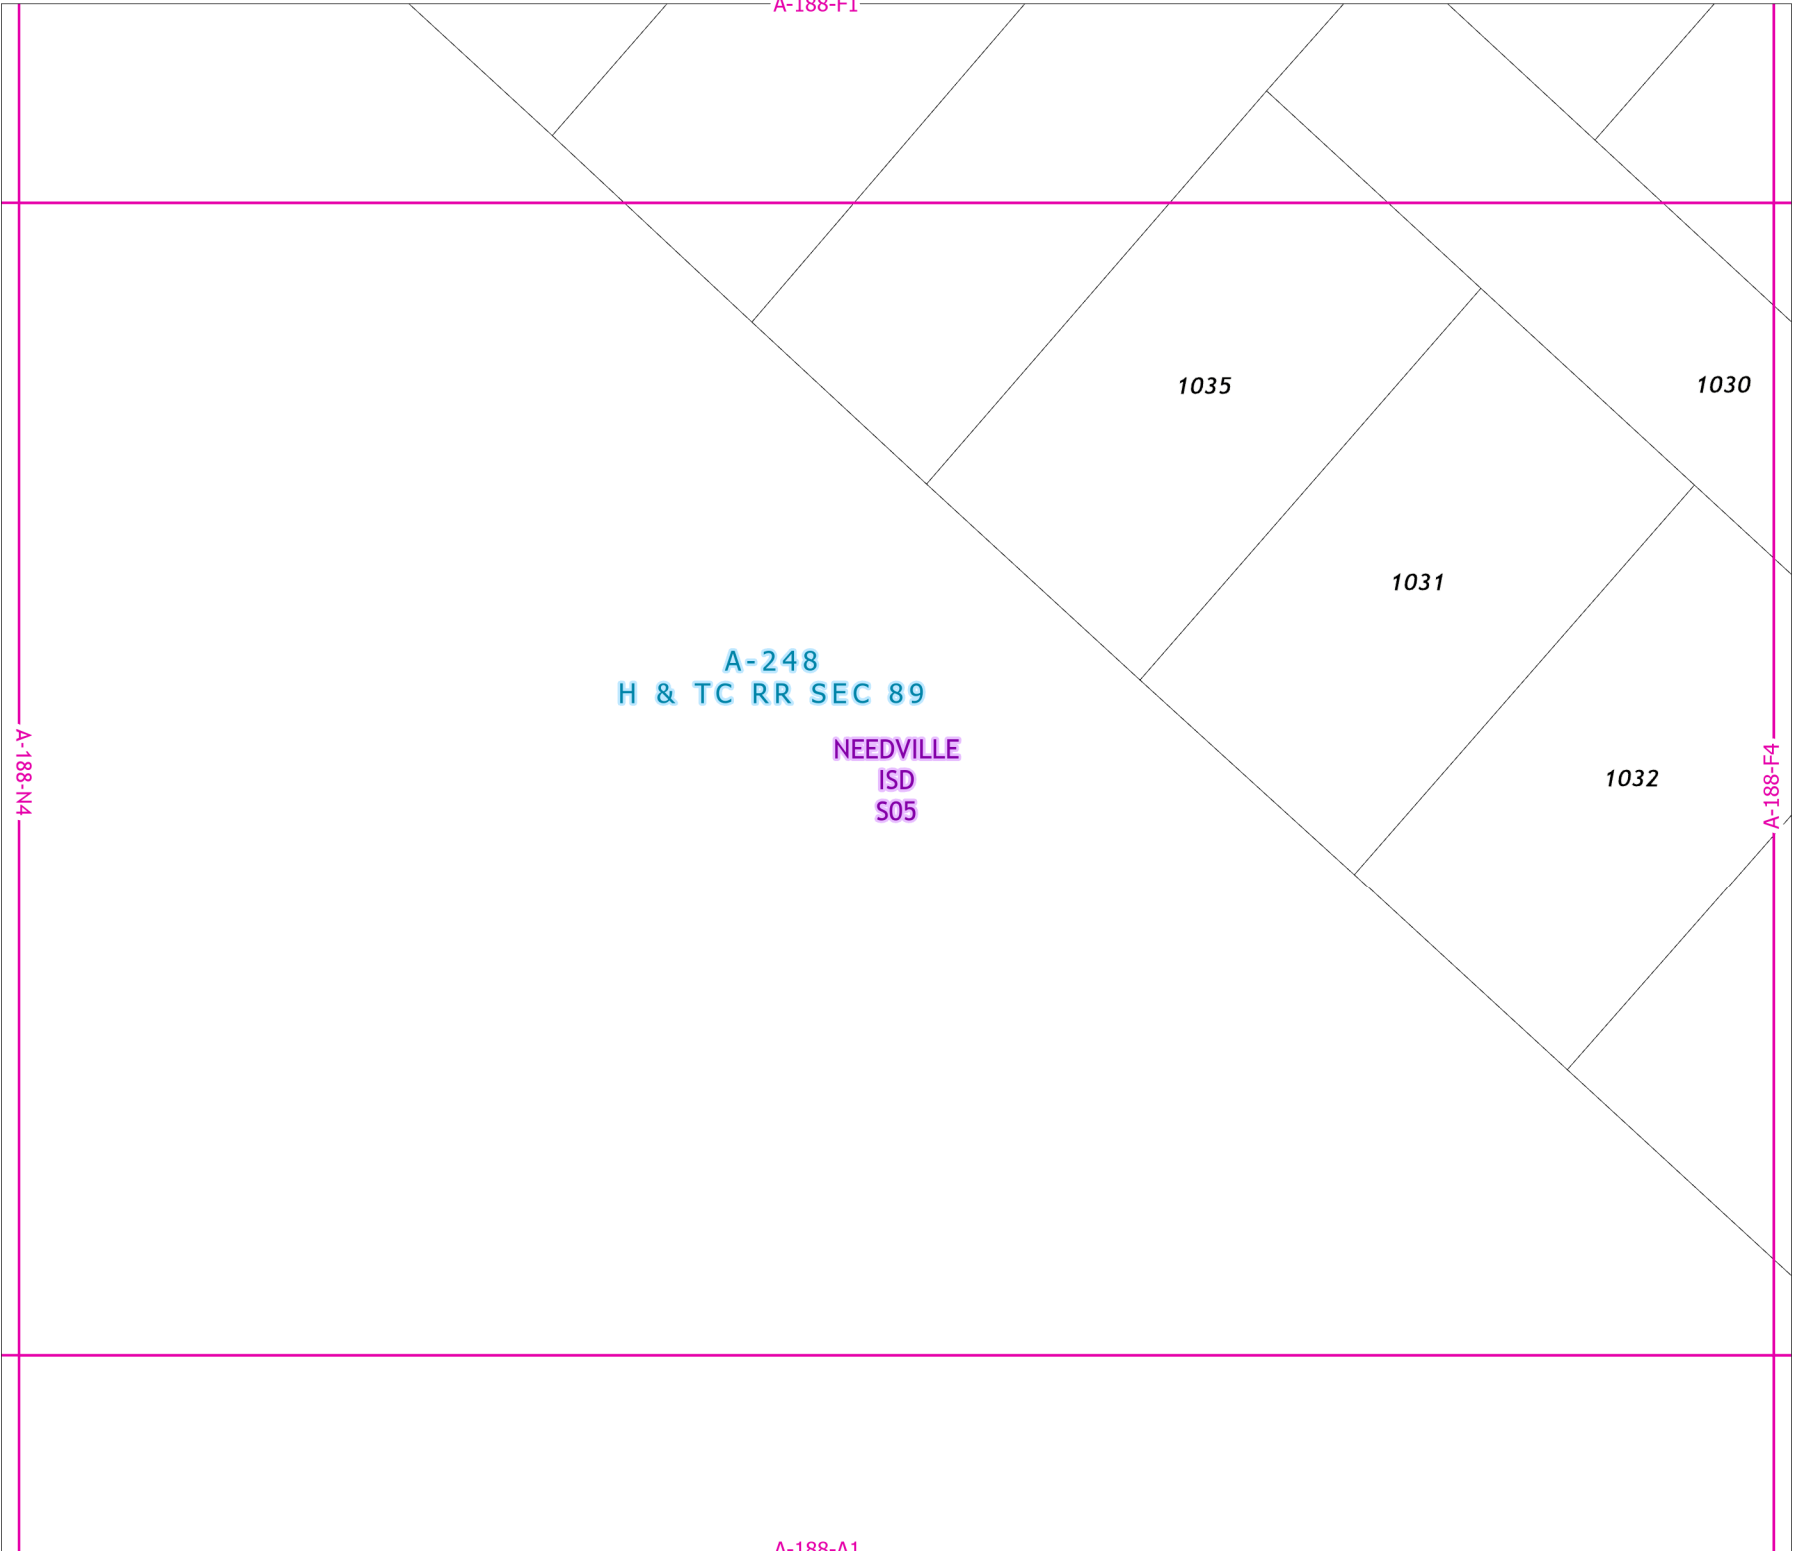 A-188-F1
1035
1030
1031
A-248
H & TC RR SEC 89
NEEDVILLE
ISD
S05
A-188-N4
1032
A-188-F4
A-188-A1